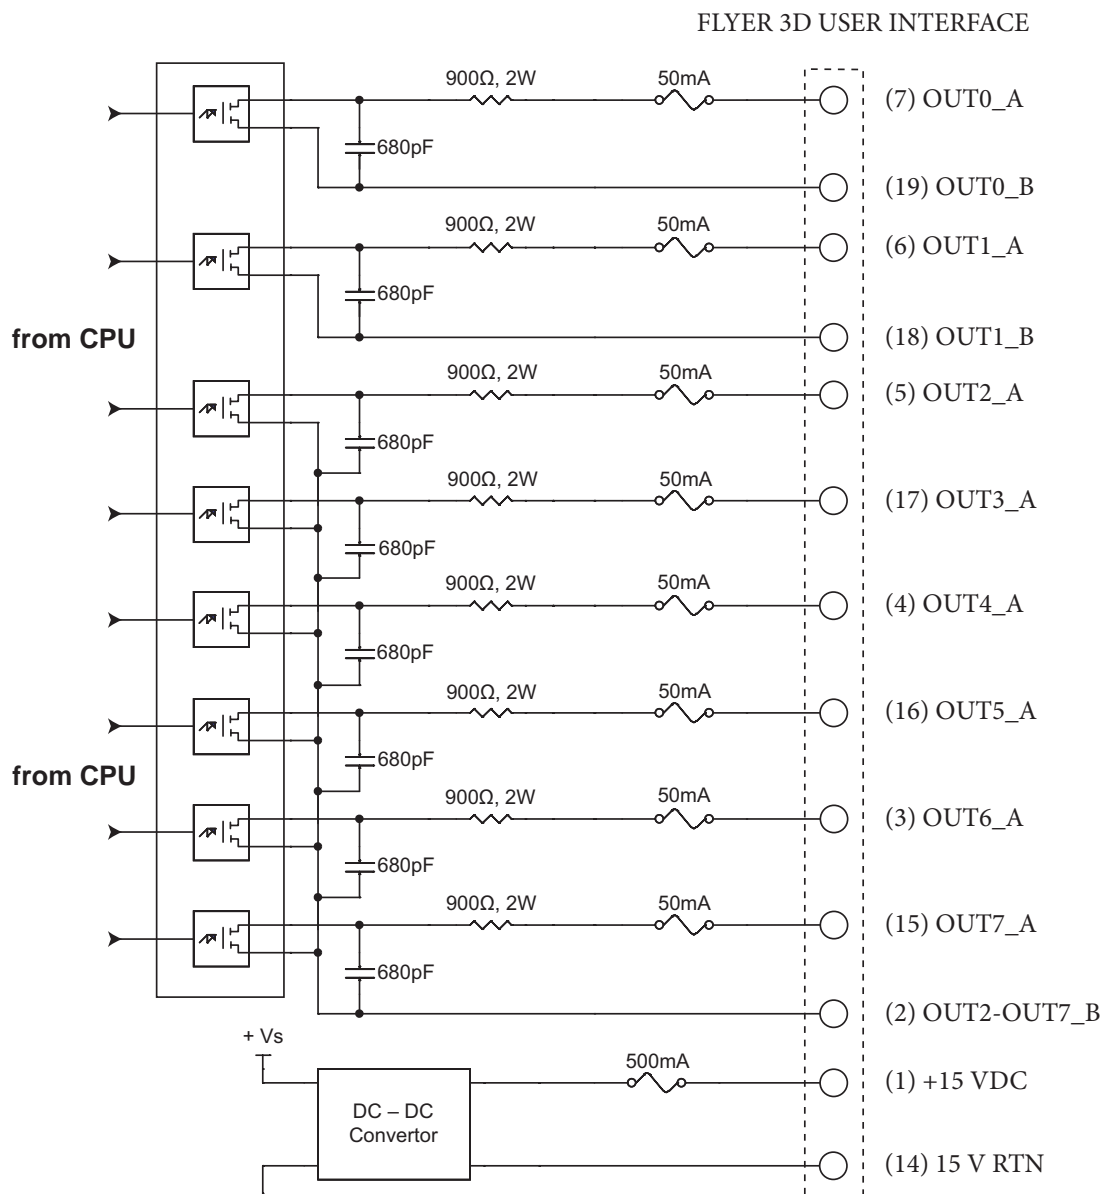 FLYER 3D USER INTERFACE
900Ω, 2W
50mA
(7) OUT0_A
680pF
(19) OUT0_B
900Ω, 2W
50mA
(6) OUT1_A
680pF
from CPU
(18) OUT1_B
900Ω, 2W
50mA
(5) OUT2_A
680pF
900Ω, 2W
50mA
(17) OUT3_A
680pF
900Ω, 2W
50mA
(4) OUT4_A
680pF
900Ω, 2W
50mA
(16) OUT5_A
680pF
from CPU
900Ω, 2W
50mA
(3) OUT6_A
680pF
900Ω, 2W
50mA
(15) OUT7_A
680pF
(2) OUT2-OUT7_B
+ Vs
500mA
(1) +15 VDC
DC – DC
Convertor
(14) 15 V RTN